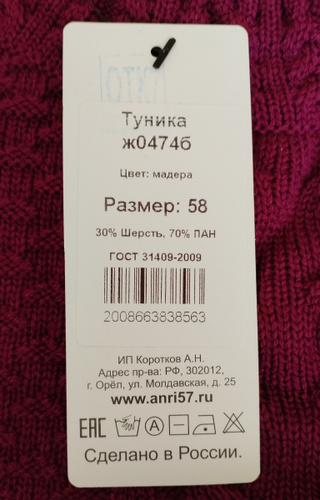 Туника
ж0474б
Цвет: мадера
Размер: 58
30% Шерсть, 70% ПАН
ГОСТ 31409-2009
2008663838563
ИП Коротков А.Н.
Адрес пр-ва: РФ, 302012,
г. Орёл, ул. Молдавская, д. 25
www.anri57.ru
EAC A
Сделано в России.